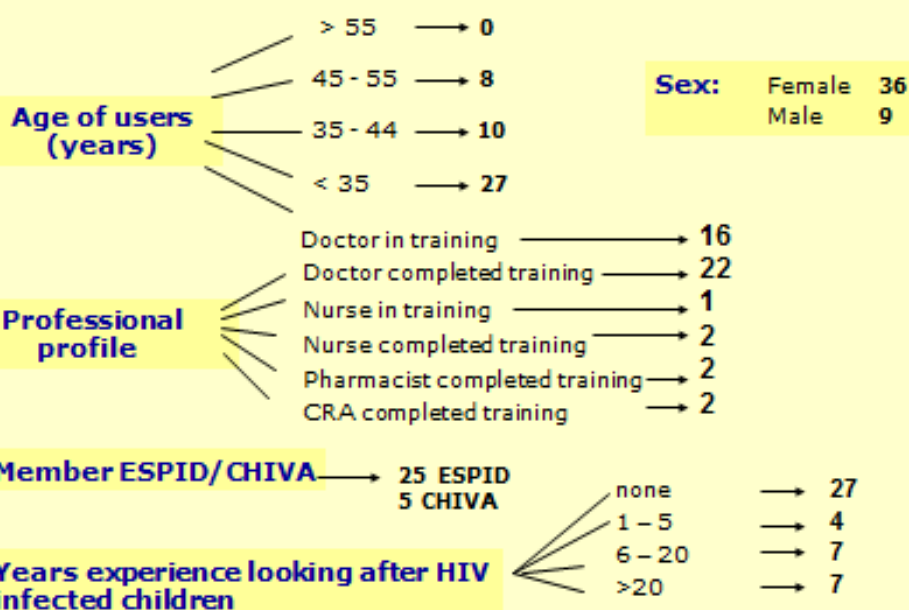 > 55 → 0
45 - 55 → 8
Age of users
(years)
35 - 44 → 10
< 35 → 27
Sex: Female 36
Male 9
Doctor in training → 16
Doctor completed training → 22
Professional
profile
Nurse in training → 1
Nurse completed training → 2
Pharmacist completed training → 2
CRA completed training → 2
Member ESPID/CHIVA → 25 ESPID
5 CHIVA
Years experience looking after HIV
infected children
none → 27
1 – 5 → 4
6 – 20 → 7
>20 → 7